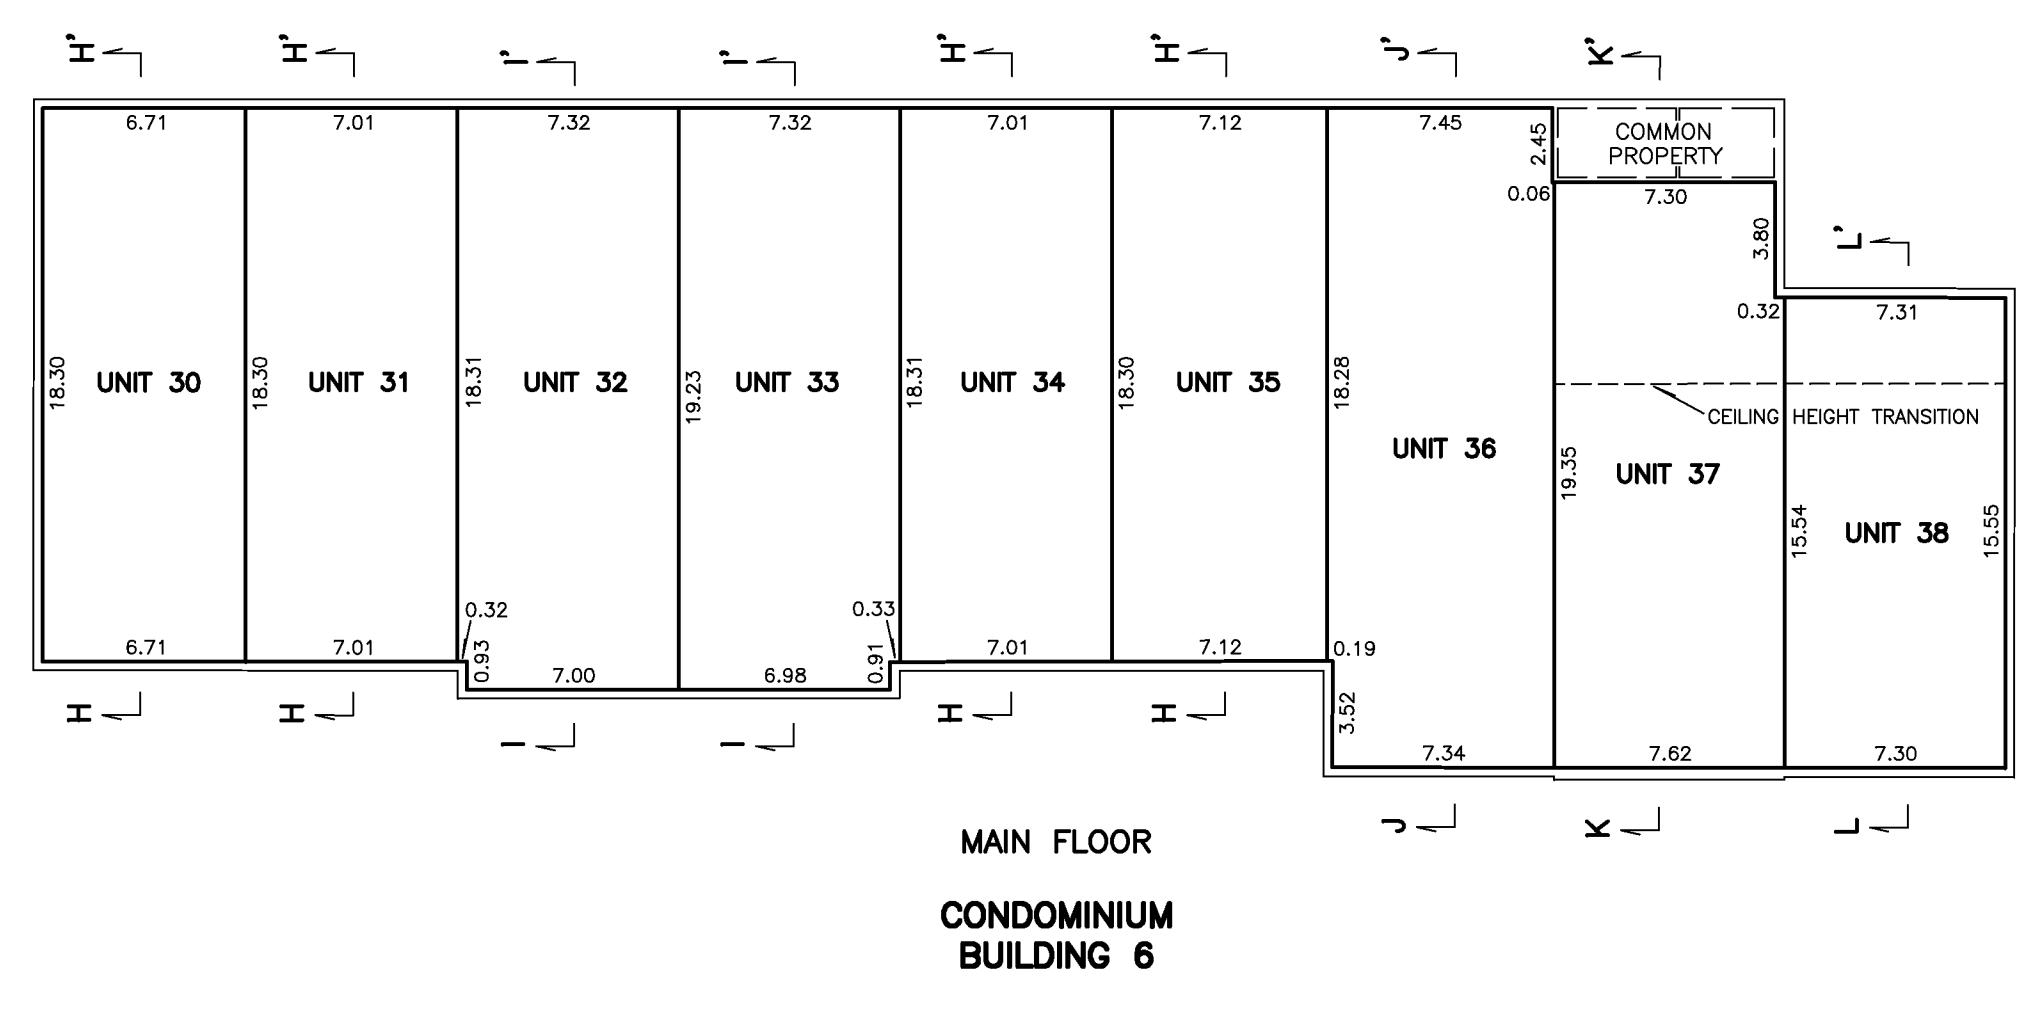 H' H' I' I' H' H' J' K'
6.71 7.01 7.32 7.32 7.01 7.12 7.45
COMMON
PROPERTY
2.45
0.06 7.30
3.80
L'
0.32 7.31
18.30 UNIT 30 18.30 UNIT 31 18.31 UNIT 32 19.23 UNIT 33 18.31 UNIT 34 18.30 UNIT 35 18.28
CEILING HEIGHT TRANSITION
UNIT 36 19.35 UNIT 37
15.54 UNIT 38 15.55
0.32 0.33
6.71 7.01 0.93 7.00 6.98 0.91 7.01 7.12 0.19
3.52
H H I I H H
7.34 7.62 7.30
J K L
MAIN FLOOR
CONDOMINIUM
BUILDING 6